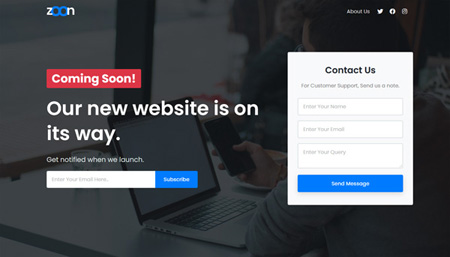 zoon
About Us
Coming Soon!
Our new website is on
its way.
Get notified when we launch.
Enter Your Email Here..
Subscribe
Contact Us
For Customer Support, Send us a note.
Enter Your Name
Enter Your Email
Enter Your Query
Send Message